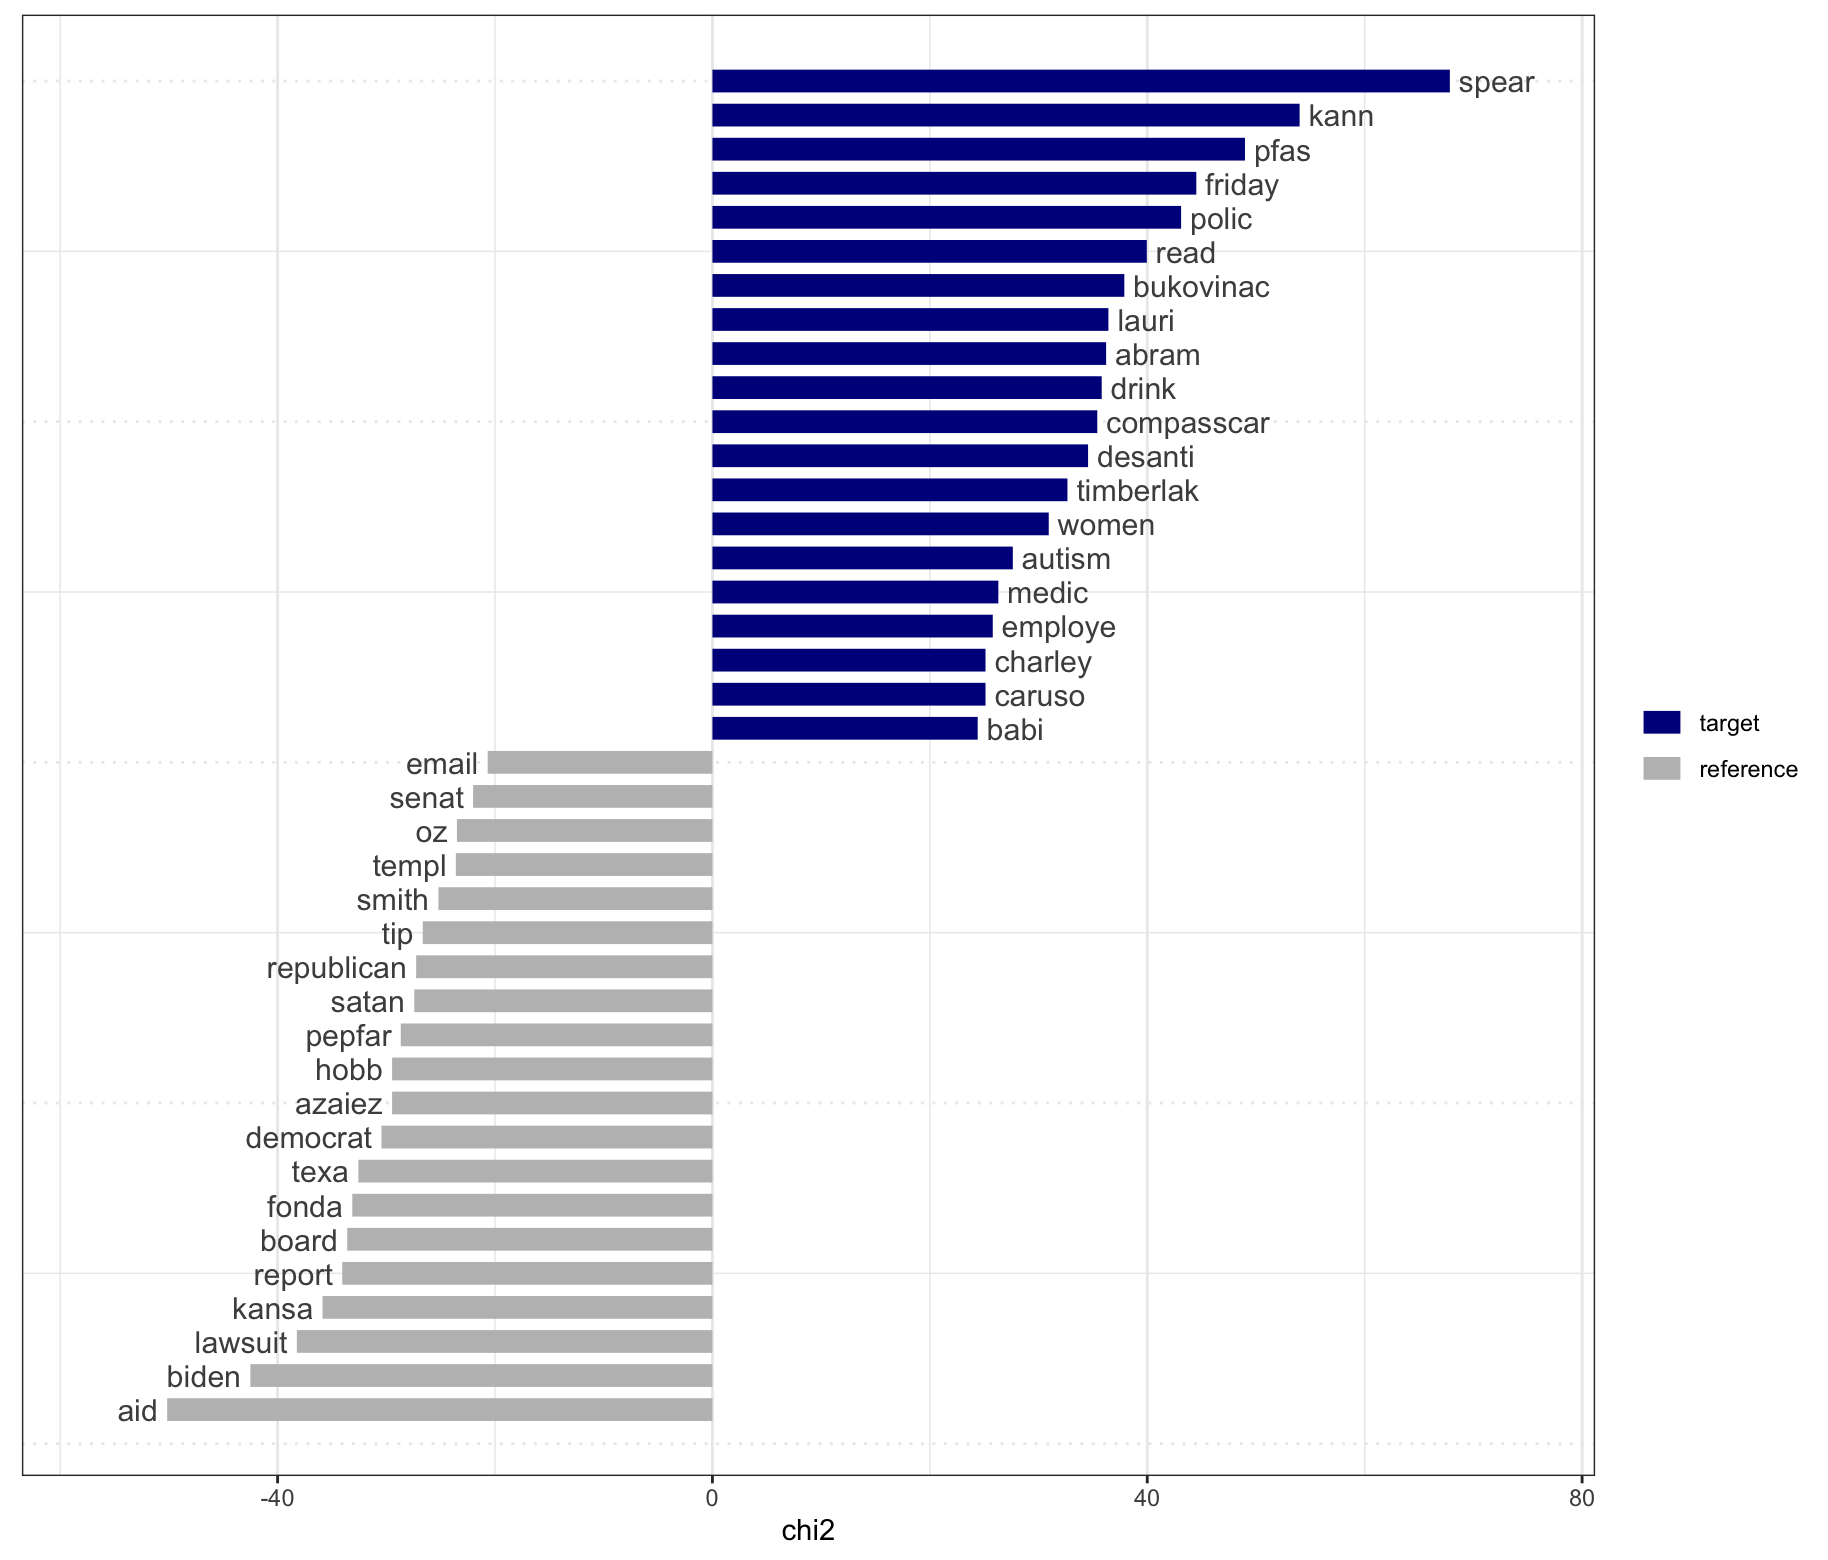 spear
kann
pfas
friday
polic
read
bukovinac
lauri
abram
drink
compasscar
desanti
timberlak
women
autism
medic
employe
charley
caruso
babi
email
senat
oz
templ
smith
tip
republican
satan
pepfar
hobb
azaiez
democrat
texa
fonda
board
report
kansa
lawsuit
biden
aid
-40 0 40 80
chi2
target
reference